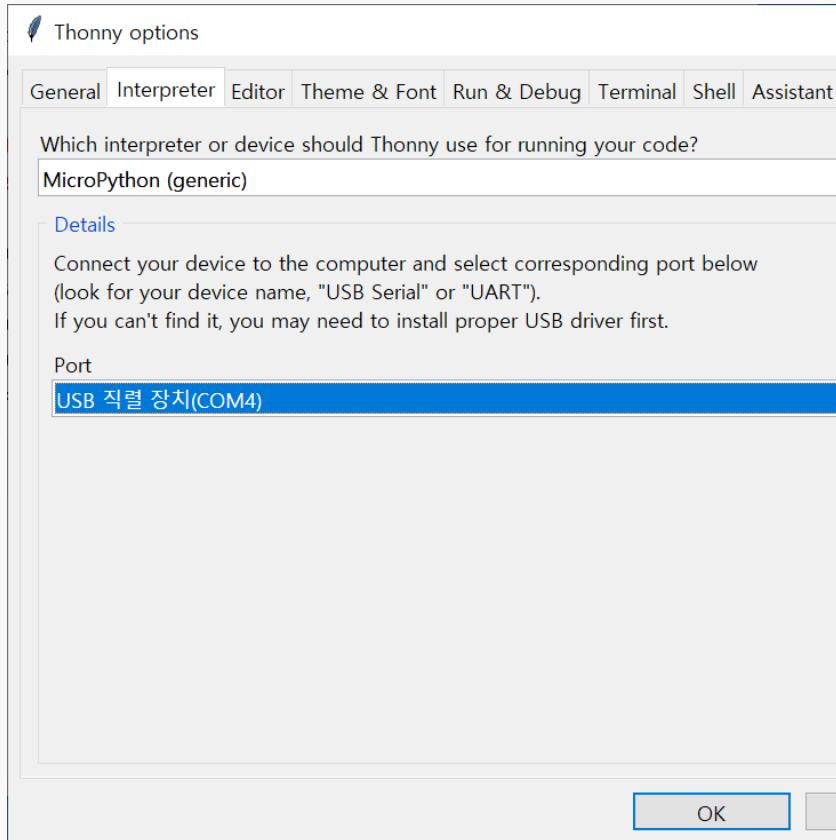 Thonny options
General Interpreter Editor Theme & Font Run & Debug Terminal Shell Assistant
Which interpreter or device should Thonny use for running your code?
MicroPython (generic)
Details
Connect your device to the computer and select corresponding port below
(look for your device name, "USB Serial" or "UART").
If you can't find it, you may need to install proper USB driver first.
Port
USB 직렬 장치(COM4)
OK